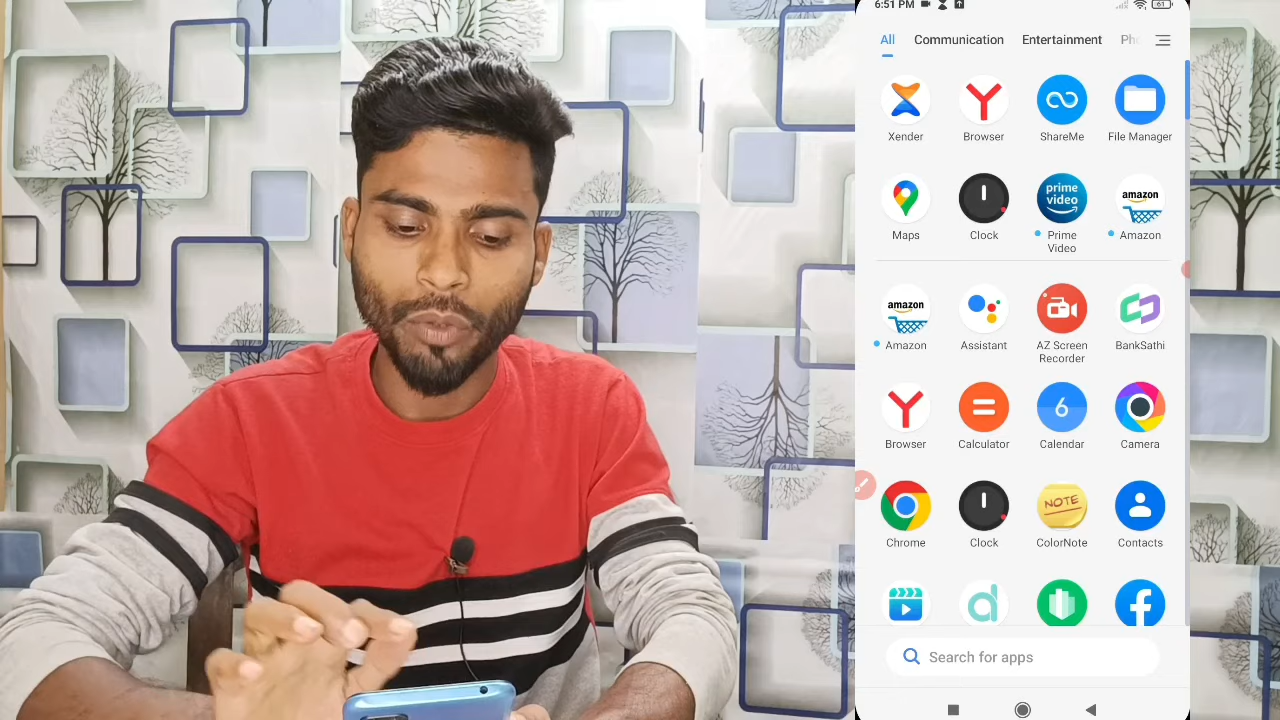 6:51 PM
61
All Communication Entertainment Ph
Xender Browser ShareMe File Manager
prime video
amazon
Maps Clock Prime Video Amazon
amazon
Amazon Assistant AZ Screen Recorder BankSathi
6
Browser Calculator Calendar Camera
NOTE
Chrome Clock ColorNote Contacts
Search for apps